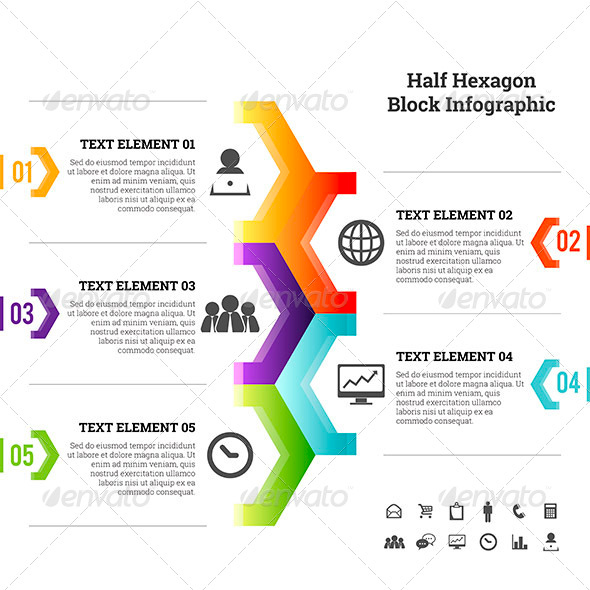 Half Hexagon
Block Infographic
01
TEXT ELEMENT 01
Sed do eiusmod tempor incididunt
ut labore et dolore magna aliqua. Ut
enim ad minim veniam, quis
nostrud exercitation ullamco
laboris nisi ut aliquip ex ea
commodo consequat.
02
TEXT ELEMENT 02
Sed do eiusmod tempor incididunt
ut labore et dolore magna aliqua. Ut
enim ad minim veniam, quis
nostrud exercitation ullamco
laboris nisi ut aliquip ex ea
commodo consequat.
03
TEXT ELEMENT 03
Sed do eiusmod tempor incididunt
ut labore et dolore magna aliqua. Ut
enim ad minim veniam, quis
nostrud exercitation ullamco
laboris nisi ut aliquip ex ea
commodo consequat.
04
TEXT ELEMENT 04
Sed do eiusmod tempor incididunt
ut labore et dolore magna aliqua. Ut
enim ad minim veniam, quis
nostrud exercitation ullamco
laboris nisi ut aliquip ex ea
commodo consequat.
05
TEXT ELEMENT 05
Sed do eiusmod tempor incididunt
ut labore et dolore magna aliqua. Ut
enim ad minim veniam, quis
nostrud exercitation ullamco
laboris nisi ut aliquip ex ea
commodo consequat.
envato
envato
envato
envato
envato
envato
envato
envato
envato